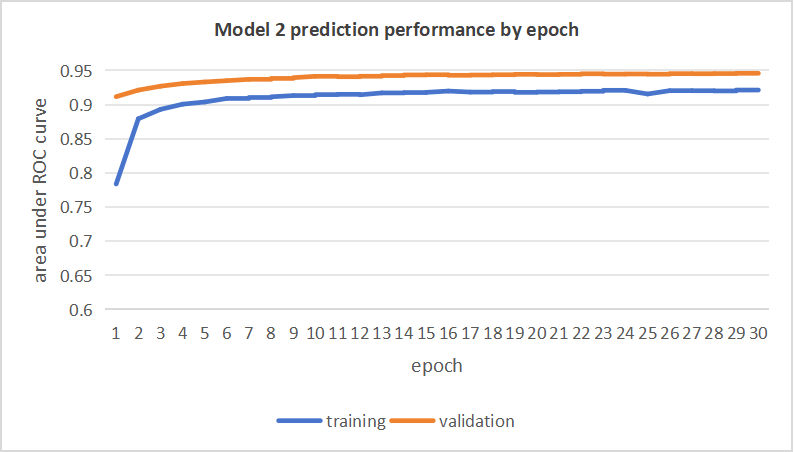 Model 2 prediction performance by epoch
area under ROC curve
0.95
0.9
0.85
0.8
0.75
0.7
0.65
0.6
1 2 3 4 5 6 7 8 9 10 11 12 13 14 15 16 17 18 19 20 21 22 23 24 25 26 27 28 29 30
epoch
training validation